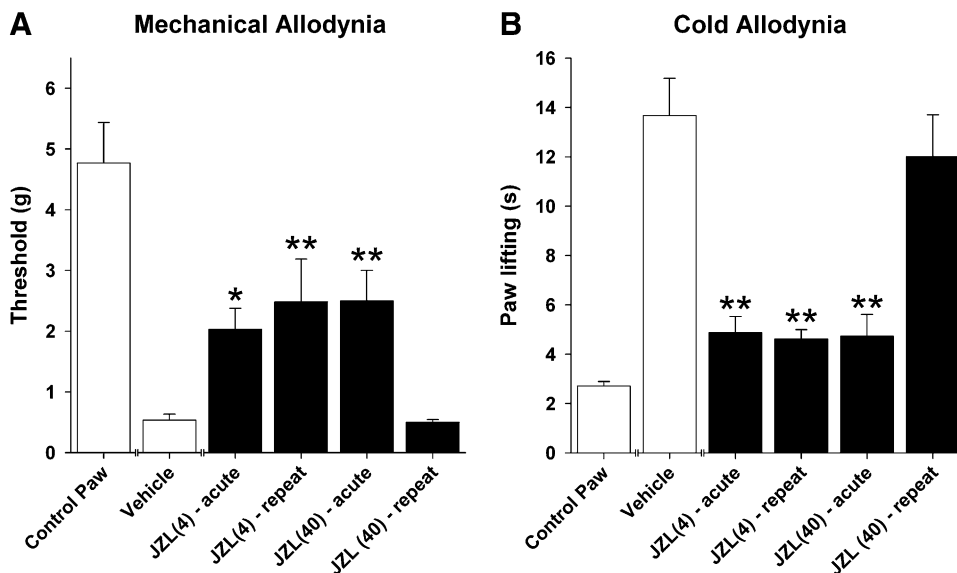 A Mechanical Allodynia
Threshold (g)
6
5
4
3
2
1
0
*
**
**
Control Paw
Vehicle
JZL(4) - acute
JZL(4) - repeat
JZL(40) - acute
JZL (40) - repeat
B Cold Allodynia
Paw lifting (s)
16
14
12
10
8
6
4
2
0
**
**
**
Control Paw
Vehicle
JZL(4) - acute
JZL(4) - repeat
JZL(40) - acute
JZL (40) - repeat